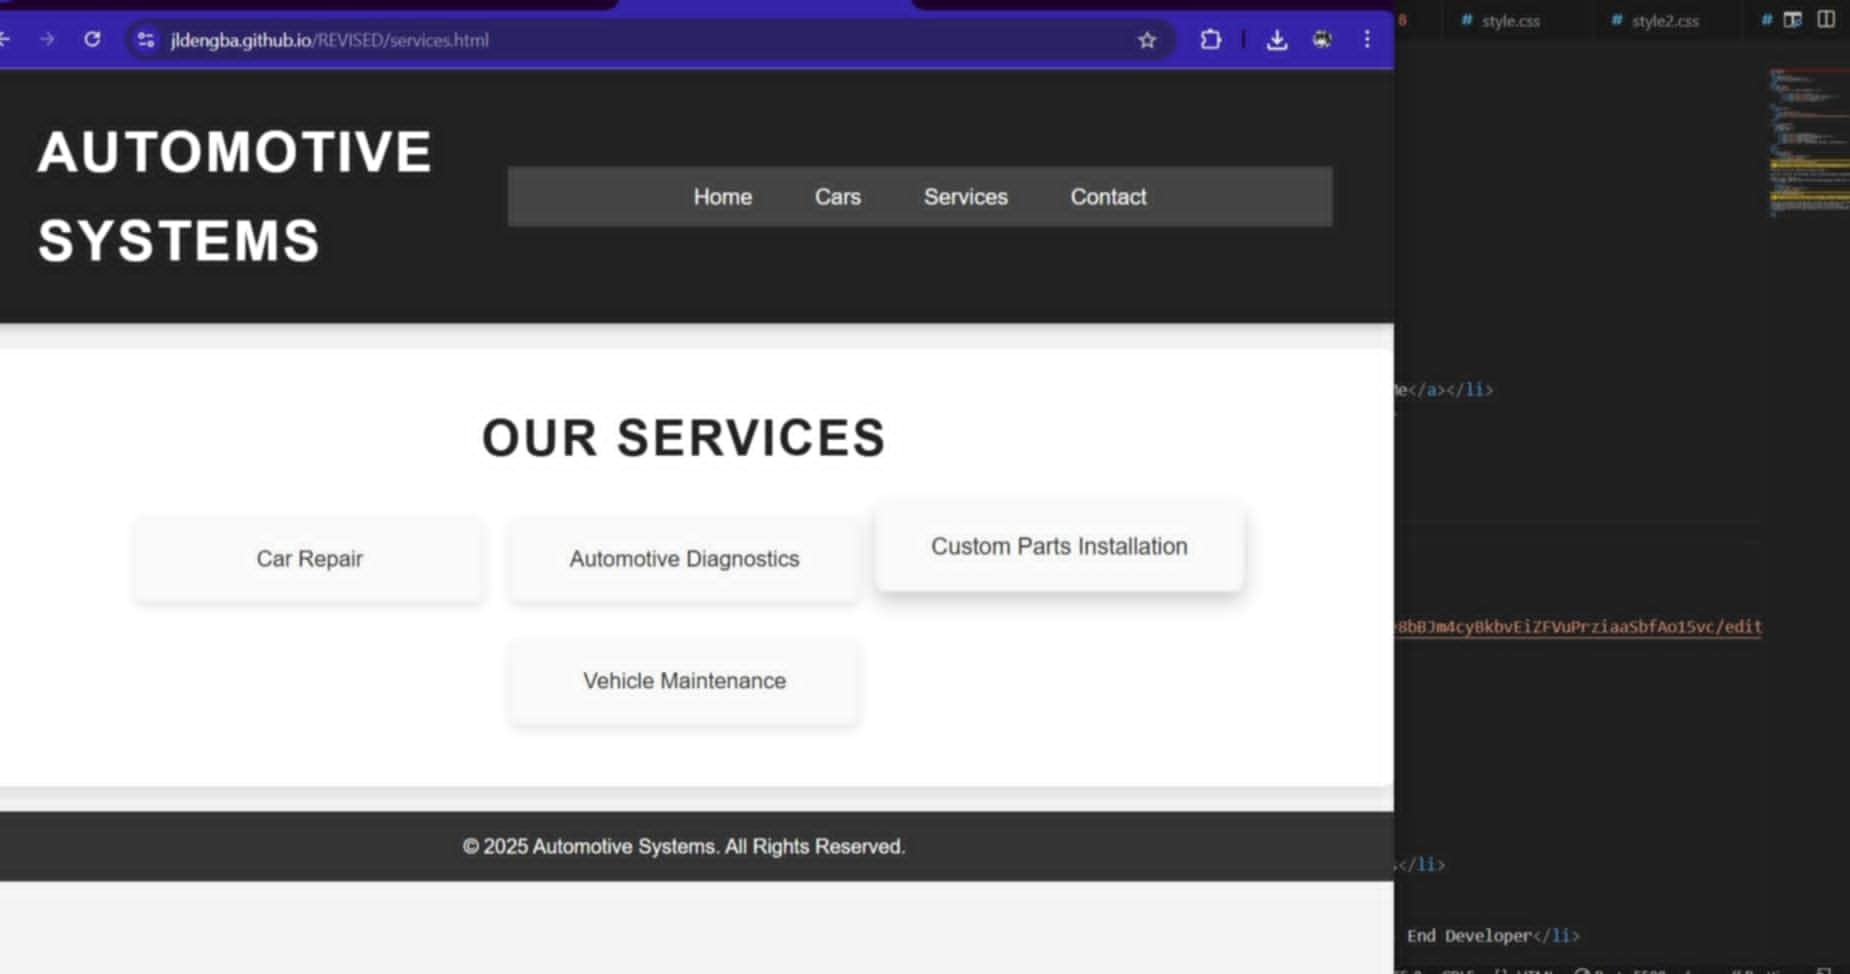 8
# style.css
# style2.css
#
jldengba.github.io/REVISED/services.html
AUTOMOTIVE
SYSTEMS
Home Cars Services Contact
</a></li>
OUR SERVICES
Car Repair
Automotive Diagnostics
Custom Parts Installation
8bBJm4cyBkbvEiZFVuPrziaaSbfAo15vc/edit
Vehicle Maintenance
© 2025 Automotive Systems. All Rights Reserved.
</li>
End Developer</li>